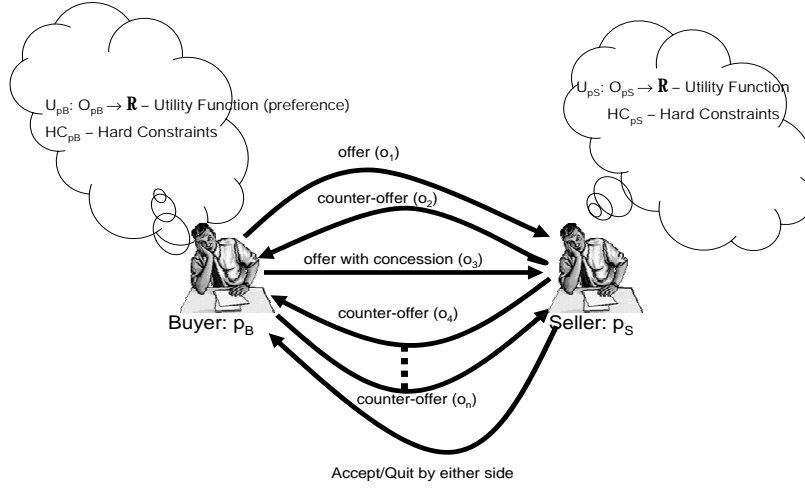 U_pB: O_pB → R – Utility Function (preference)
HC_pB – Hard Constraints
U_pS: O_pS → R – Utility Function
HC_pS – Hard Constraints
offer (o_1)
counter-offer (o_2)
offer with concession (o_3)
counter-offer (o_4)
Buyer: p_B
Seller: p_S
counter-offer (o_n)
Accept/Quit by either side